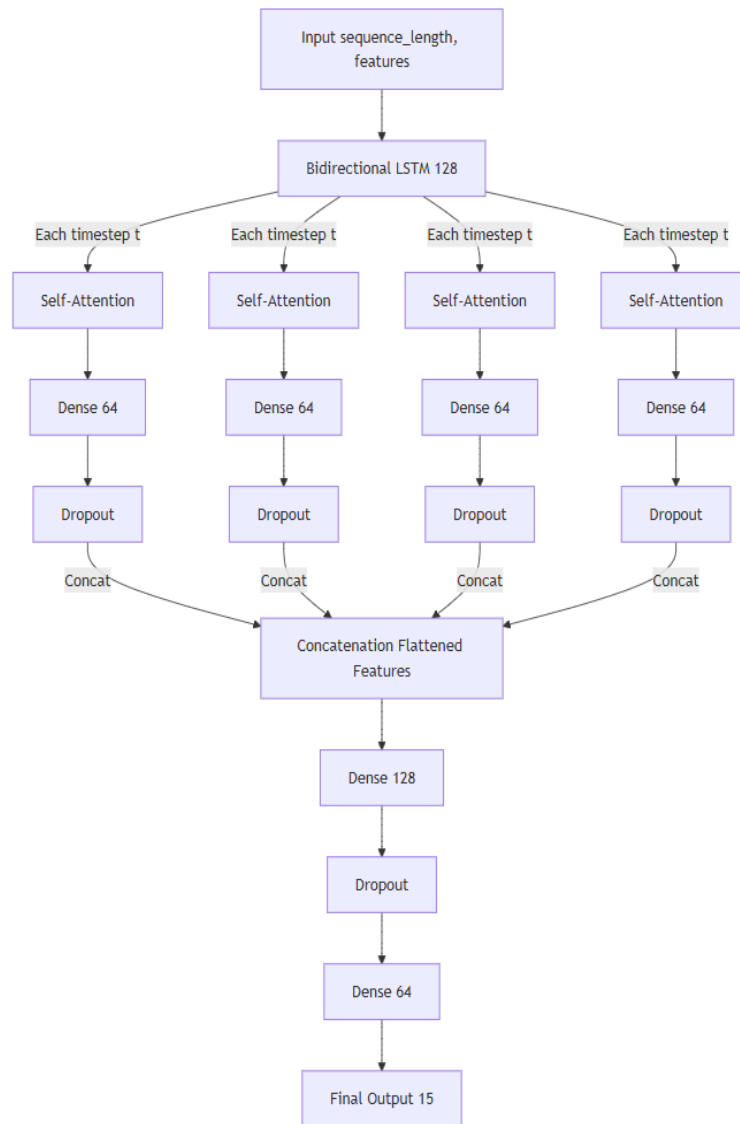 Input sequence_length,
features
Bidirectional LSTM 128
Each timestep t
Each timestep t
Each timestep t
Each timestep t
Self-Attention
Self-Attention
Self-Attention
Self-Attention
Dense 64
Dense 64
Dense 64
Dense 64
Dropout
Dropout
Dropout
Dropout
Concat
Concat
Concat
Concat
Concatenation Flattened
Features
Dense 128
Dropout
Dense 64
Final Output 15